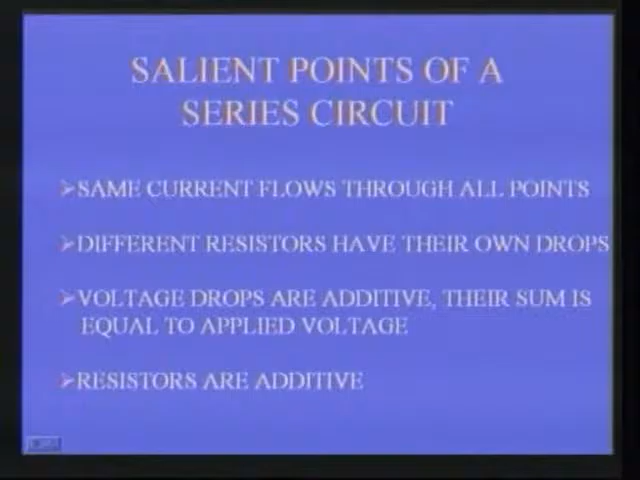 SALIENT POINTS OF A
SERIES CIRCUIT
➢SAME CURRENT FLOWS THROUGH ALL POINTS
➢DIFFERENT RESISTORS HAVE THEIR OWN DROPS
➢VOLTAGE DROPS ARE ADDITIVE, THEIR SUM IS
EQUAL TO APPLIED VOLTAGE
➢RESISTORS ARE ADDITIVE